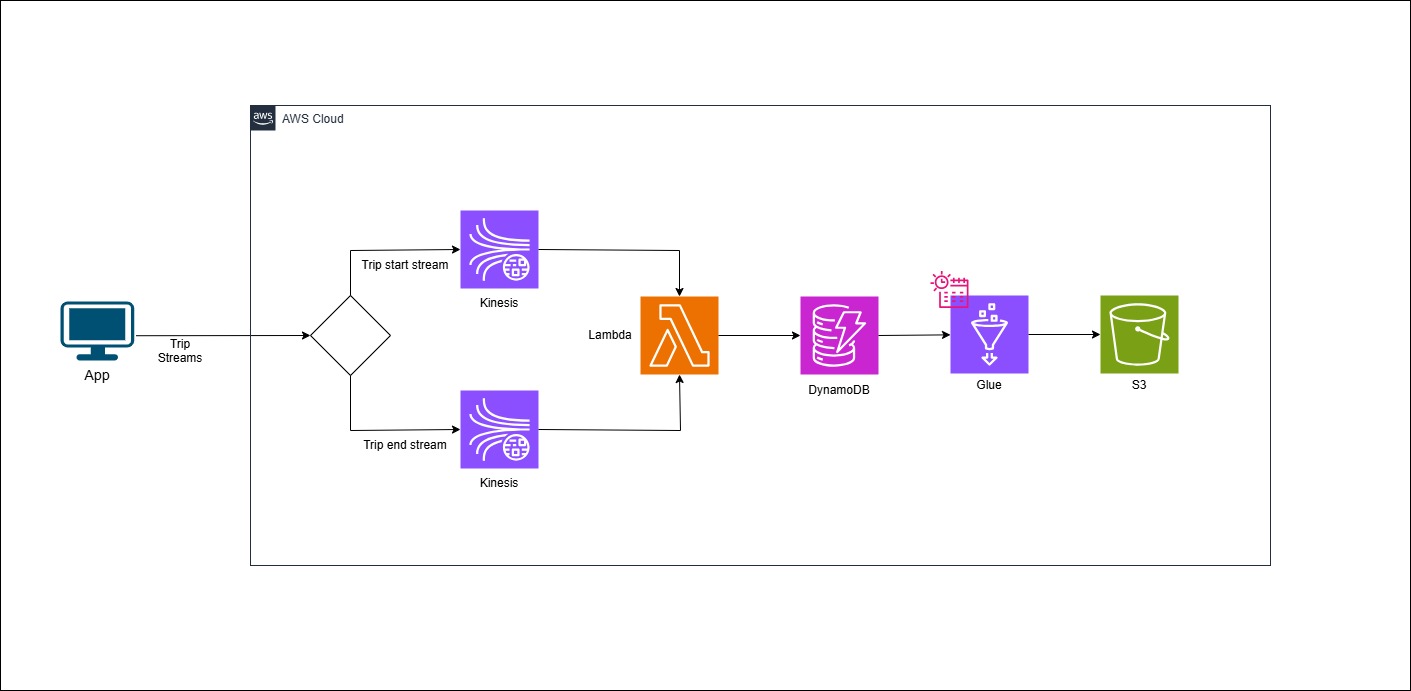 aws
AWS Cloud
Trip start stream
Kinesis
Trip
Streams
App
Lambda
DynamoDB
Glue
S3
Trip end stream
Kinesis